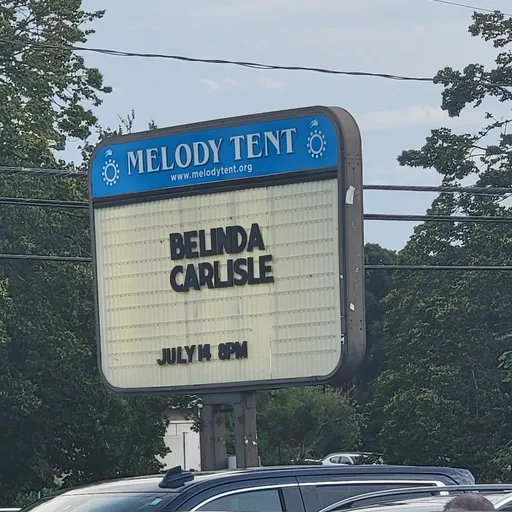 MELODY TENT
www.melodytent.org
BELINDA
CARLISLE
JULY 14 8PM